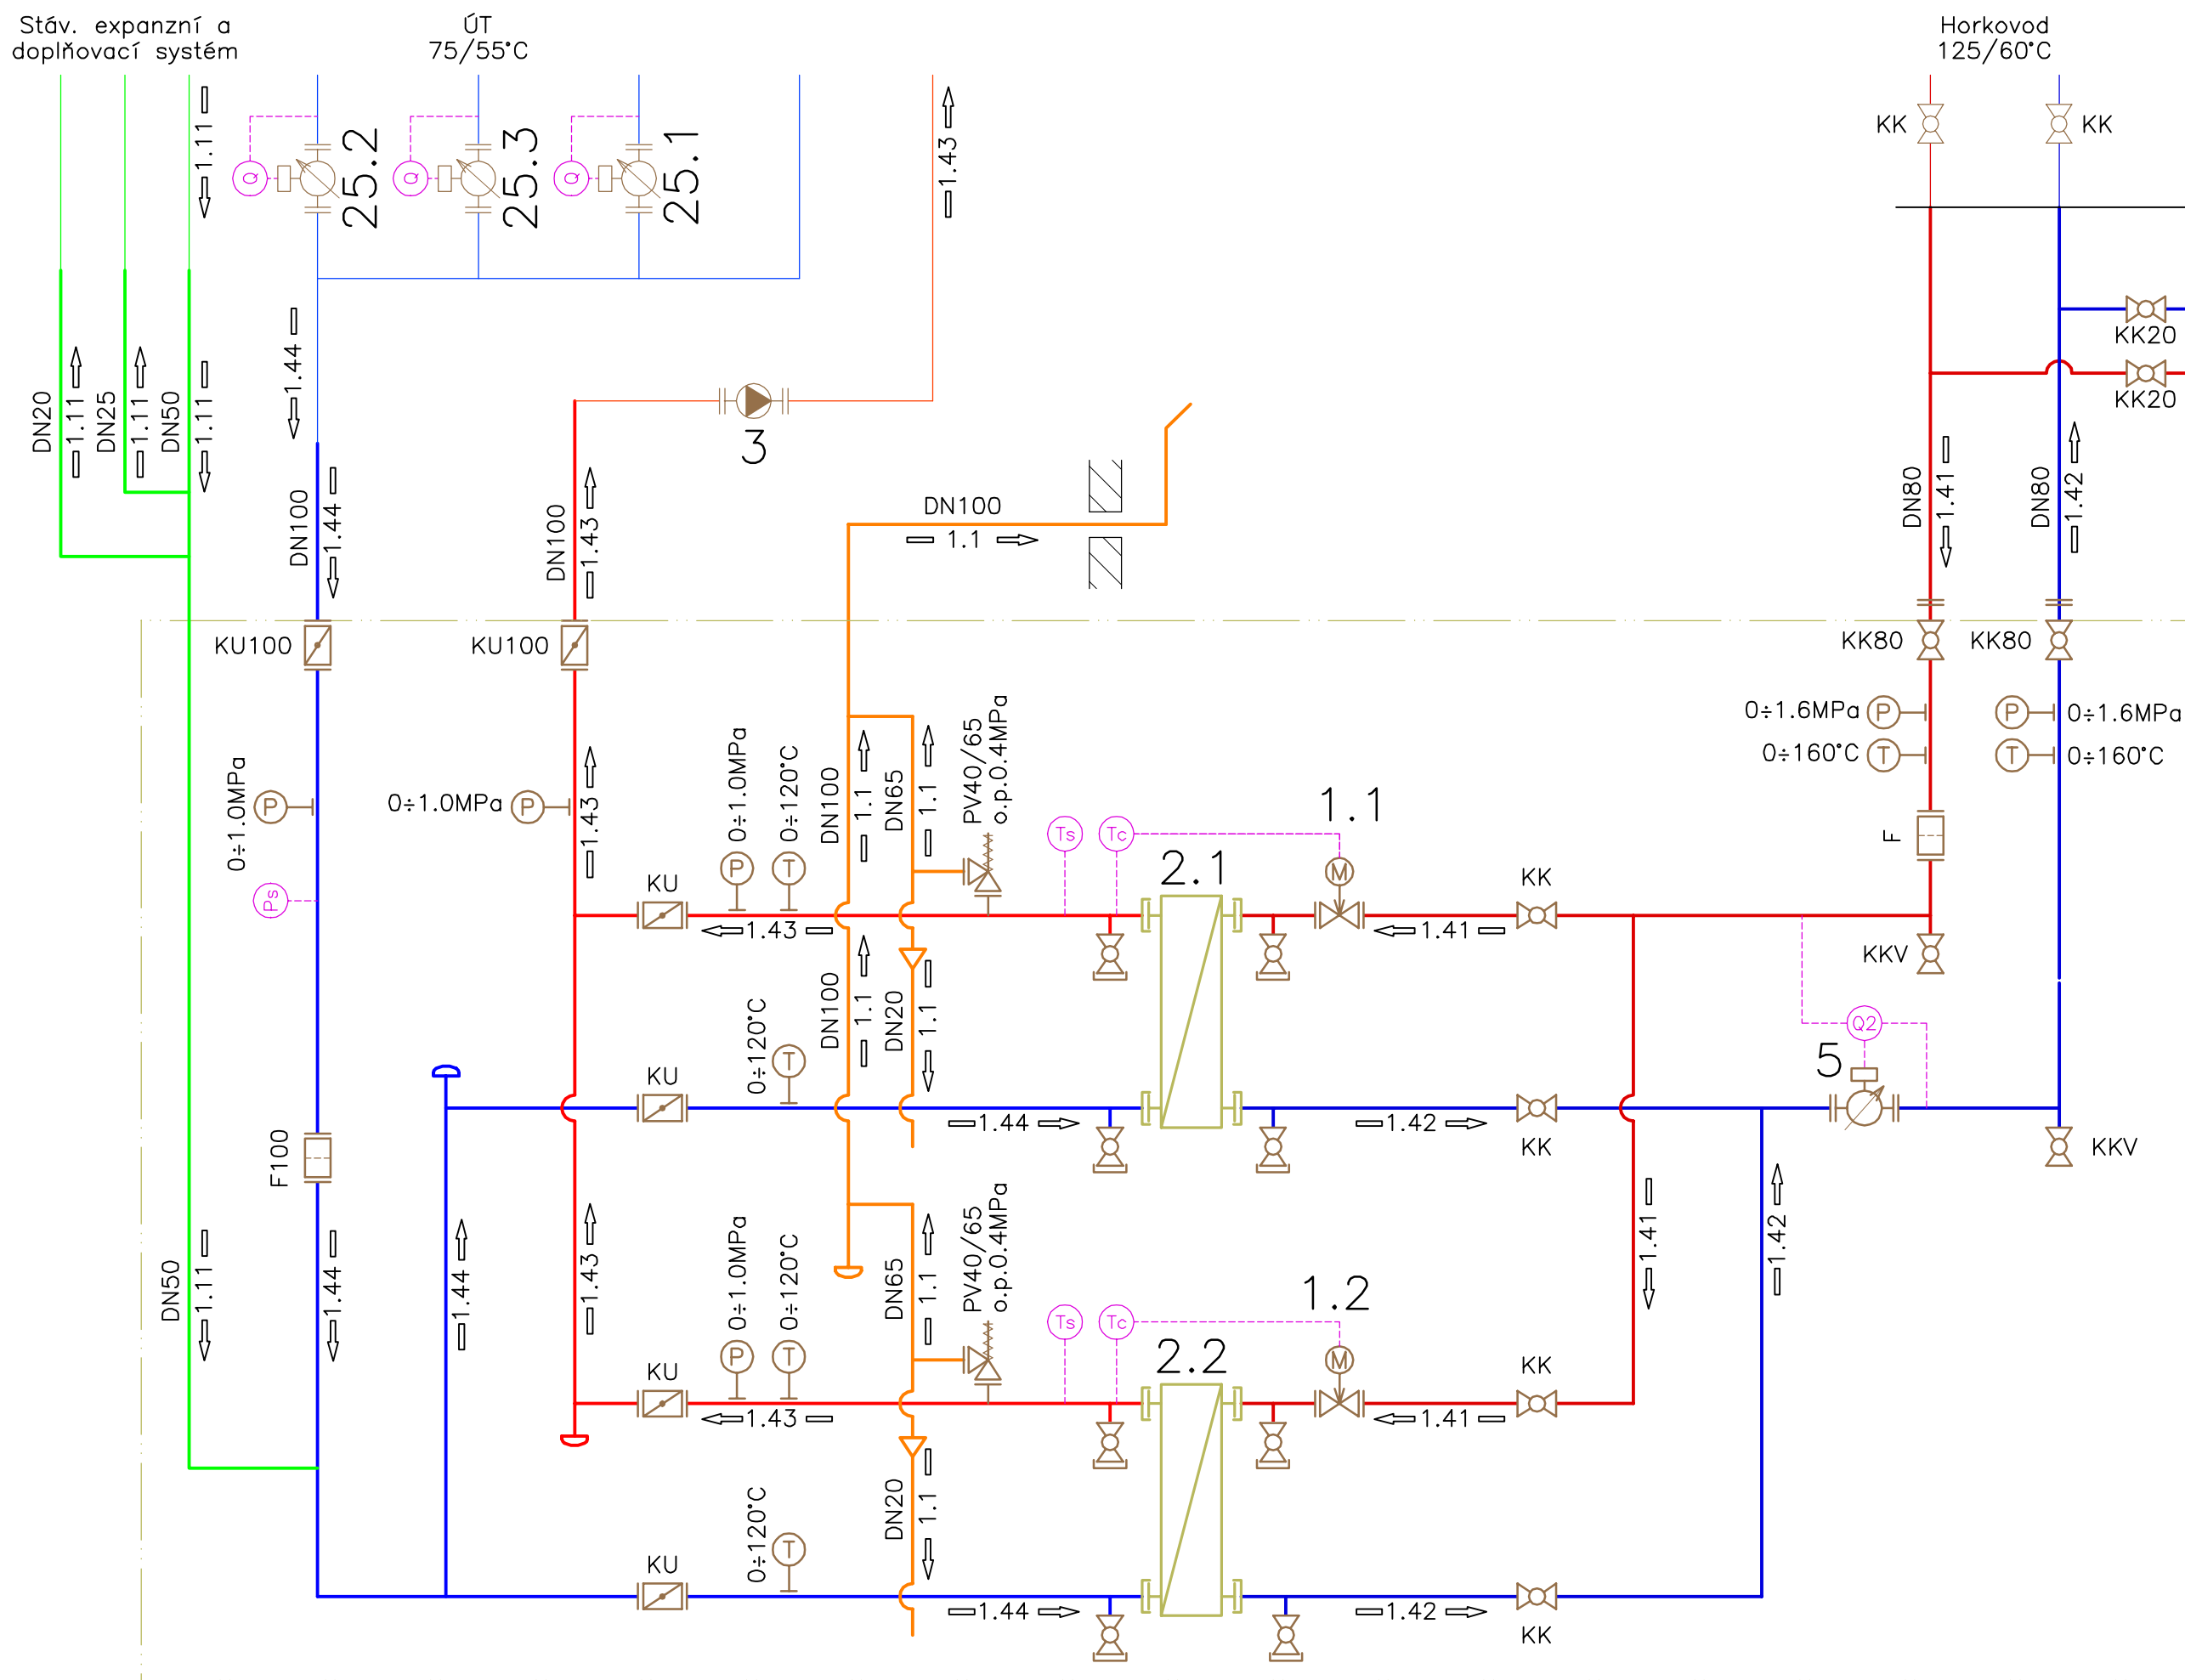 Stáv. expanzní a
doplňovací systém
ÚT
75/55°C
Horkovod
125/60°C
KK
KK
1.11
25.2
25.3
25.1
1.43
Q
Q
Q
KK20
KK20
1.44
3
DN20
1.11
DN25
1.11
DN50
1.11
DN100
1.44
DN100
1.43
DN100
1.1
DN80
1.41
DN80
1.42
KU100
KU100
KK80
KK80
0÷1.6MPa
P
P
0÷1.6MPa
0÷160°C
T
T
0÷160°C
0÷1.0MPa
P
0÷1.0MPa
P
1.43
0÷1.0MPa
0÷120°C
P
T
DN100
1.1
DN65
1.1
PV40/65
o.p.0.4MPa
Ts
Tc
1.1
M
2.1
F
Ps
KU
KK
1.43
1.41
KKV
DN100
1.1
DN20
1.1
Q2
5
0÷120°C
T
KU
1.44
1.42
KK
KKV
F100
DN50
1.11
1.44
1.44
1.43
0÷1.0MPa
0÷120°C
P
T
DN65
1.1
PV40/65
o.p.0.4MPa
Ts
Tc
1.2
M
2.2
1.41
1.42
KU
KK
1.43
1.41
DN20
1.1
0÷120°C
T
KU
1.44
1.42
KK